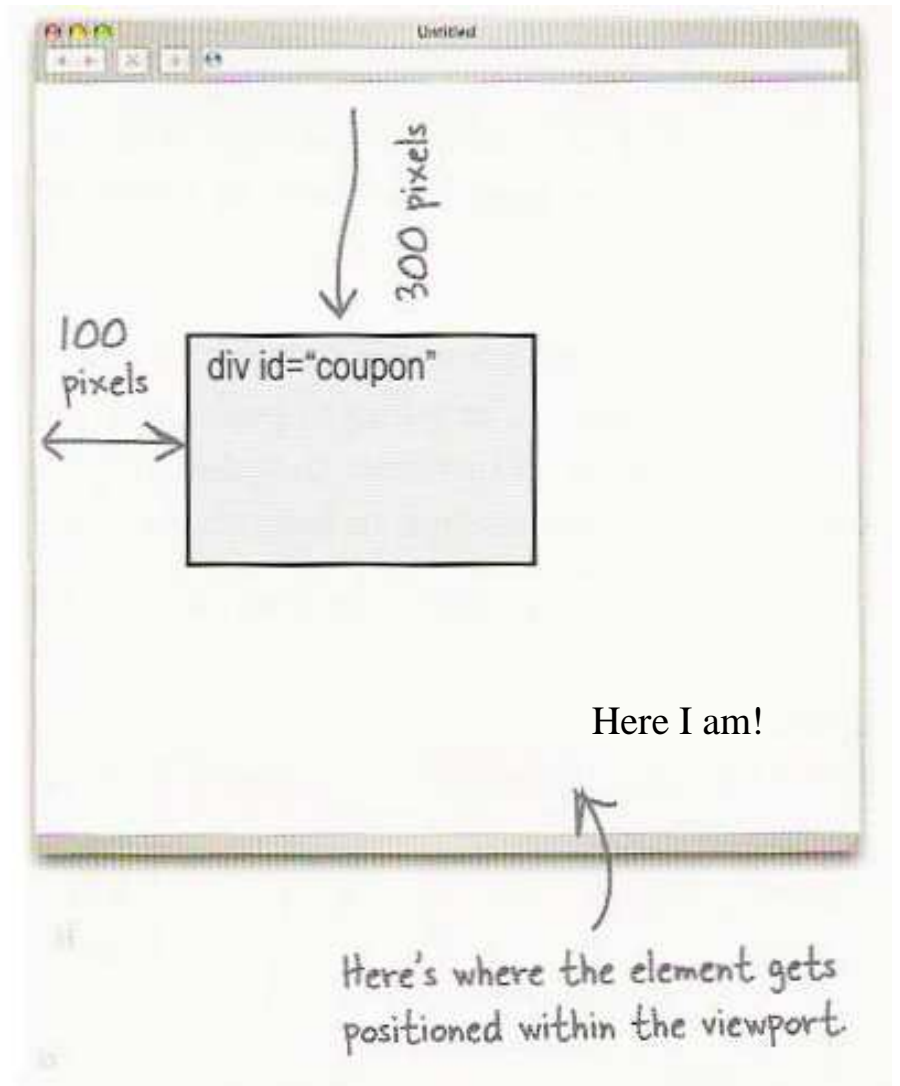 Untitled
300 pixels
100
pixels
div id="coupon"
Here I am!
Here's where the element gets
positioned within the viewport.